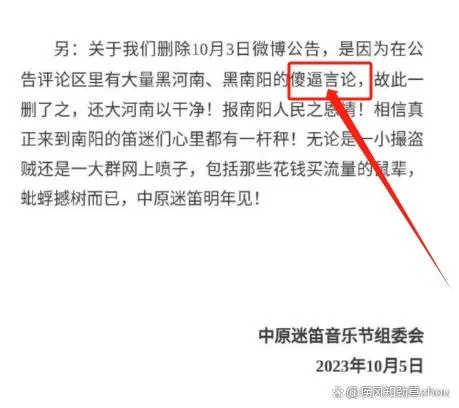 另：关于我们删除10月3日微博公告，是因为在公
告评论区里有大量黑河南、黑南阳的傻逼言论，故此一
删了之，还大河南以干净！报南阳人民之恩情！相信真
正来到南阳的笛迷们心里都有一杆秤！无论是一小撮盗
贼还是一大群网上喷子，包括那些花钱买流量的鼠辈，
蚍蜉撼树而已，中原迷笛明年见！
中原迷笛音乐节组委会
2023年10月5日